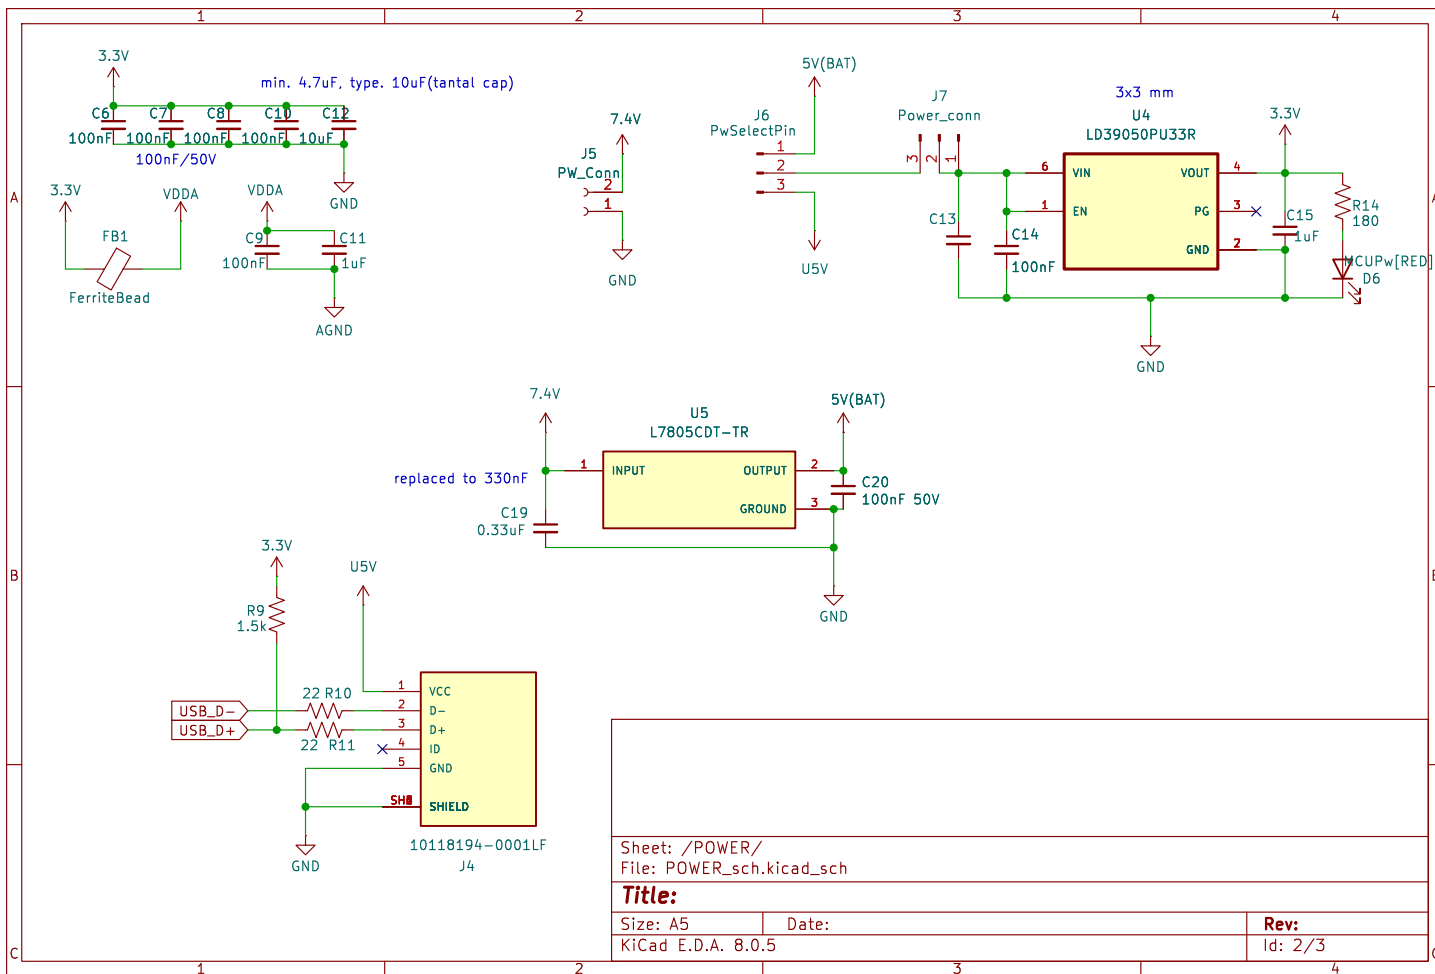 1 2 3 4
3.3V
min. 4.7uF, type. 10uF(tantal cap)
C6 C7 C8 C10 C12
100nF 100nF 100nF 100nF 10uF
100nF/50V
GND
3.3V
VDDA
FB1
FerriteBead
VDDA
C9
100nF
C11
1uF
AGND
7.4V
J5
PW_Conn
2
1
GND
5V(BAT)
J6
PwSelectPin
1
2
3
U5V
J7
Power_conn
3 2 1
3x3 mm
U4
LD39050PU33R
6 VIN
1 EN
VOUT 4
PG 3
GND 2
C13
C14
100nF
3.3V
C15
1uF
R14
180
MCUPw[RED]
D6
GND
A
7.4V
U5
L7805CDT-TR
5V(BAT)
replaced to 330nF
1 INPUT
OUTPUT 2
GROUND 3
C19
0.33uF
C20
100nF 50V
GND
B
3.3V
R9
1.5k
U5V
USB_D-
USB_D+
22 R10
22 R11
1 VCC
2 D-
3 D+
4 ID
5 GND
SHIELD
10118194-0001LF
J4
GND
Sheet: /POWER/
File: POWER_sch.kicad_sch
Title:
Size: A5 Date: Rev:
KiCad E.D.A. 8.0.5 Id: 2/3
C
1 2 3 4